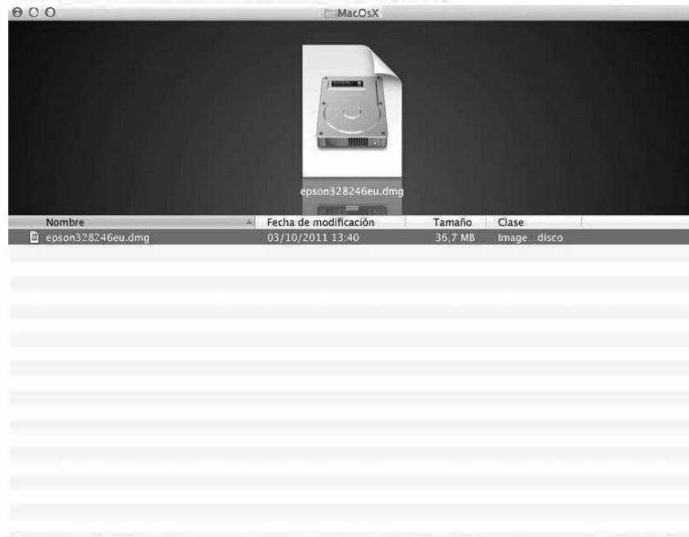 MacOsX
epson328246eu.dmg
Nombre Fecha de modificación Tamaño Clase
epson328246eu.dmg 03/10/2011 13:40 36,7 MB Image...disco